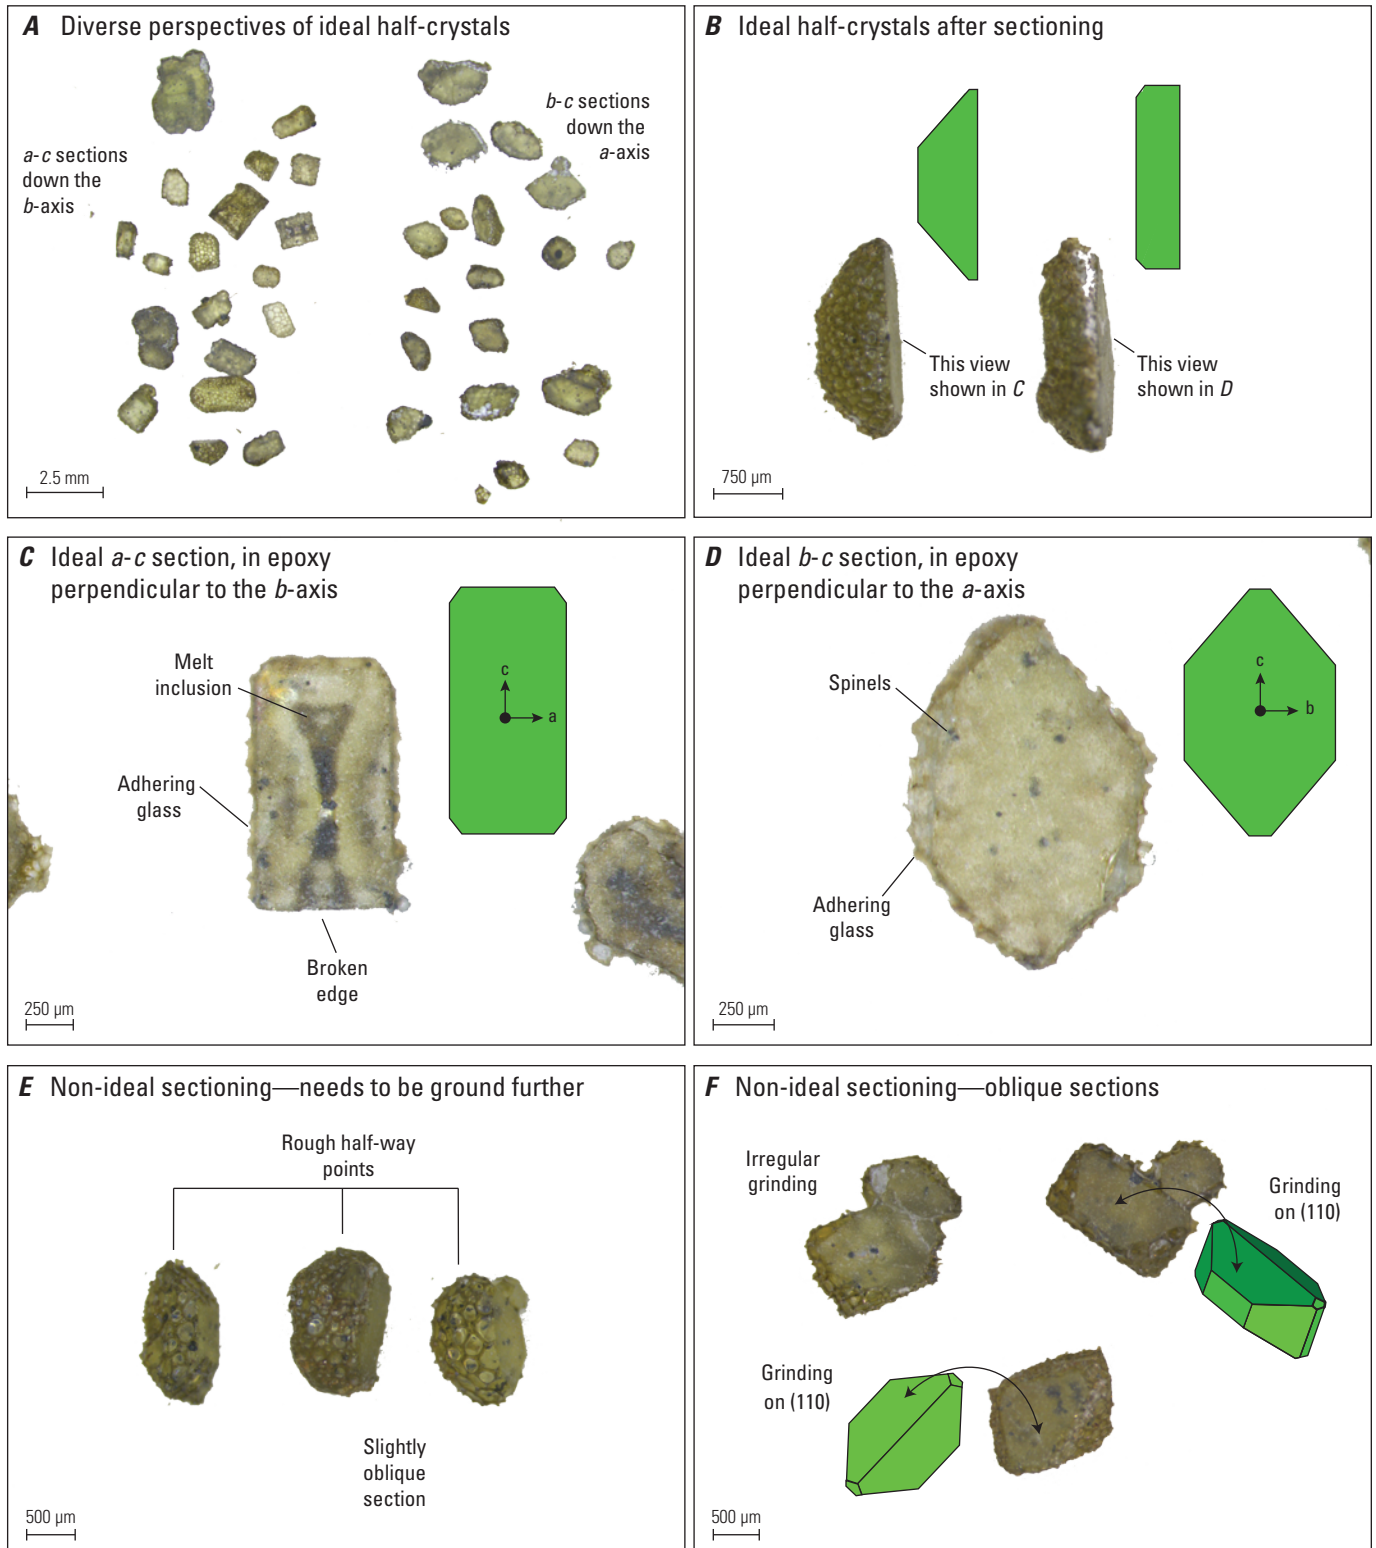 A Diverse perspectives of ideal half-crystals
a-c sections
down the
b-axis
b-c sections
down the
a-axis
2.5 mm
B Ideal half-crystals after sectioning
This view
shown in C
This view
shown in D
750 µm
C Ideal a-c section, in epoxy
perpendicular to the b-axis
Melt
inclusion
Adhering
glass
Broken
edge
c
a
250 µm
D Ideal b-c section, in epoxy
perpendicular to the a-axis
Spinels
Adhering
glass
c
b
250 µm
E Non-ideal sectioning—needs to be ground further
Rough half-way
points
Slightly
oblique
section
500 µm
F Non-ideal sectioning—oblique sections
Irregular
grinding
Grinding
on (110)
Grinding
on (110)
500 µm